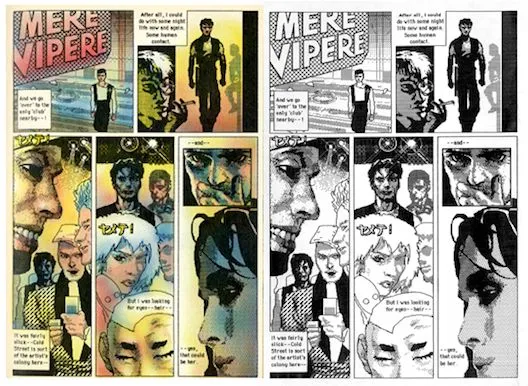 MERE
VIPERE
After all, I could
do with some night
life now and again.
Some human
contact.
And we go
'over' to the
only 'club'
nearby--!
--and--
But i was looking
for eyes--hair--
It was fairly
slick--Cold
Street is sort
of the artist's
colony here--
--yes,
that could
be her.
MERE
VIPERE
After all, I could
do with some night
life now and again.
Some human
contact.
And we go
'over' to the
only 'club'
nearby--!
--and--
But i was looking
for eyes--hair--
It was fairly
slick--Cold
Street is sort
of the artist's
colony here--
--yes,
that could
be her.